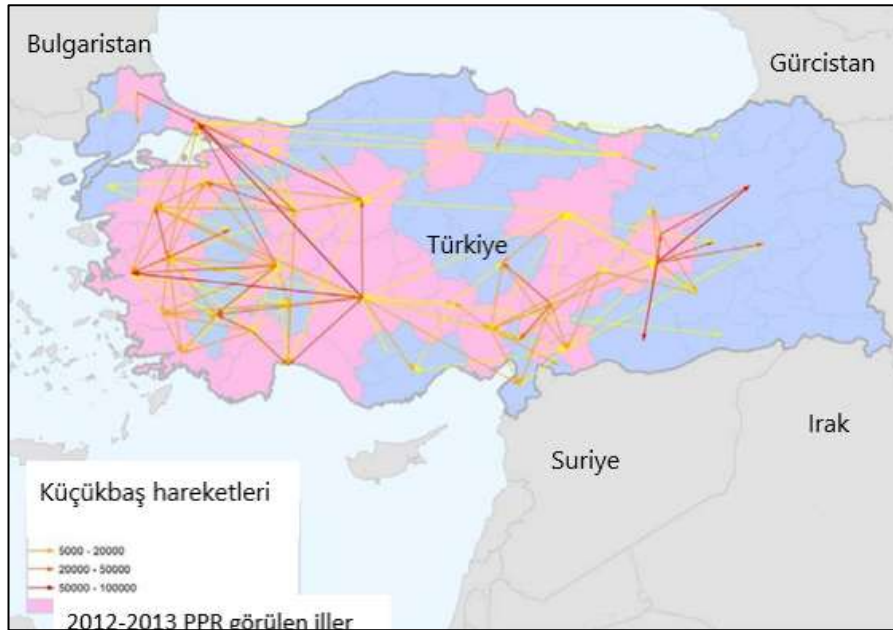 Bulgaristan
Gürcistan
Türkiye
Suriye
Irak
Küçükbaş hareketleri
5000 - 20000
20000 - 50000
50000 - 100000
2012-2013 PPR görülen iller